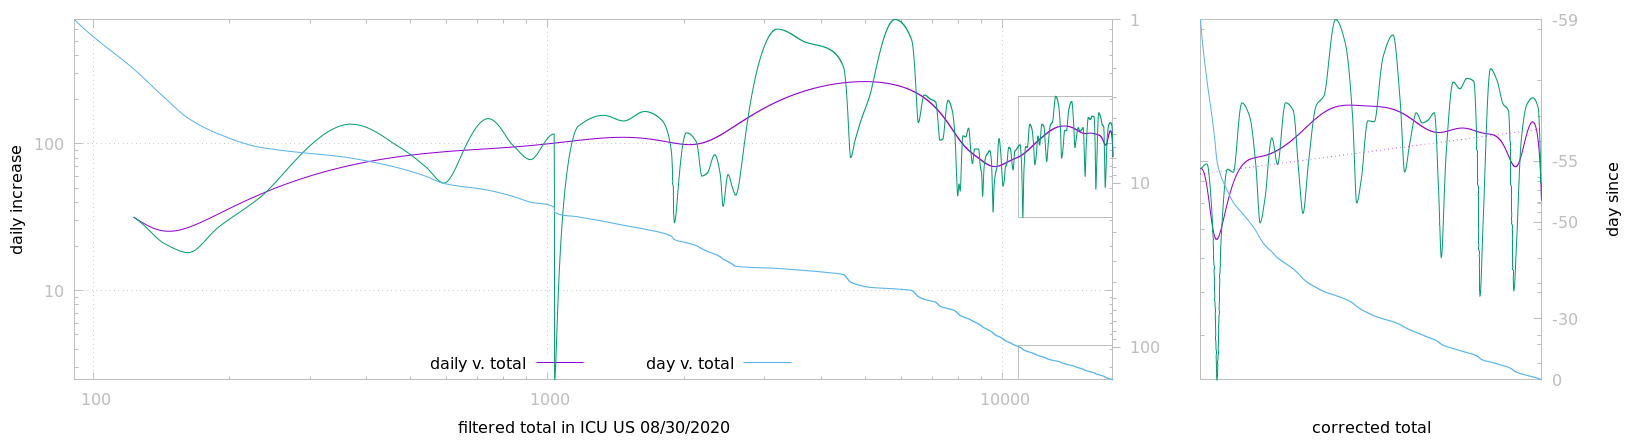 daily increase
100
10
daily v. total
day v. total
100
1000
10000
filtered total in ICU US 08/30/2020
1
10
100
-59
-55
-50
-30
0
day since
corrected total